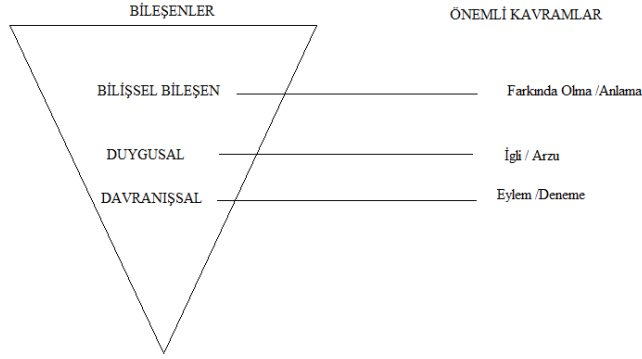 BİLEŞENLER
ÖNEMLİ KAVRAMLAR
BİLİŞSEL BİLEŞEN
Farkında Olma /Anlama
DUYGUSAL
İgli / Arzu
DAVRANIŞSAL
Eylem /Deneme